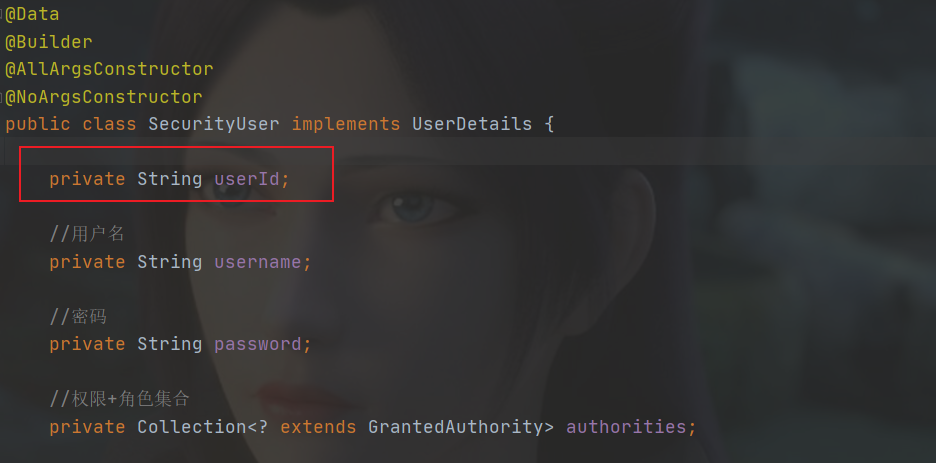 @Data
@Builder
@AllArgsConstructor
@NoArgsConstructor
public class SecurityUser implements UserDetails {
private String userId;
//用户名
private String username;
//密码
private String password;
//权限+角色集合
private Collection<? extends GrantedAuthority> authorities;